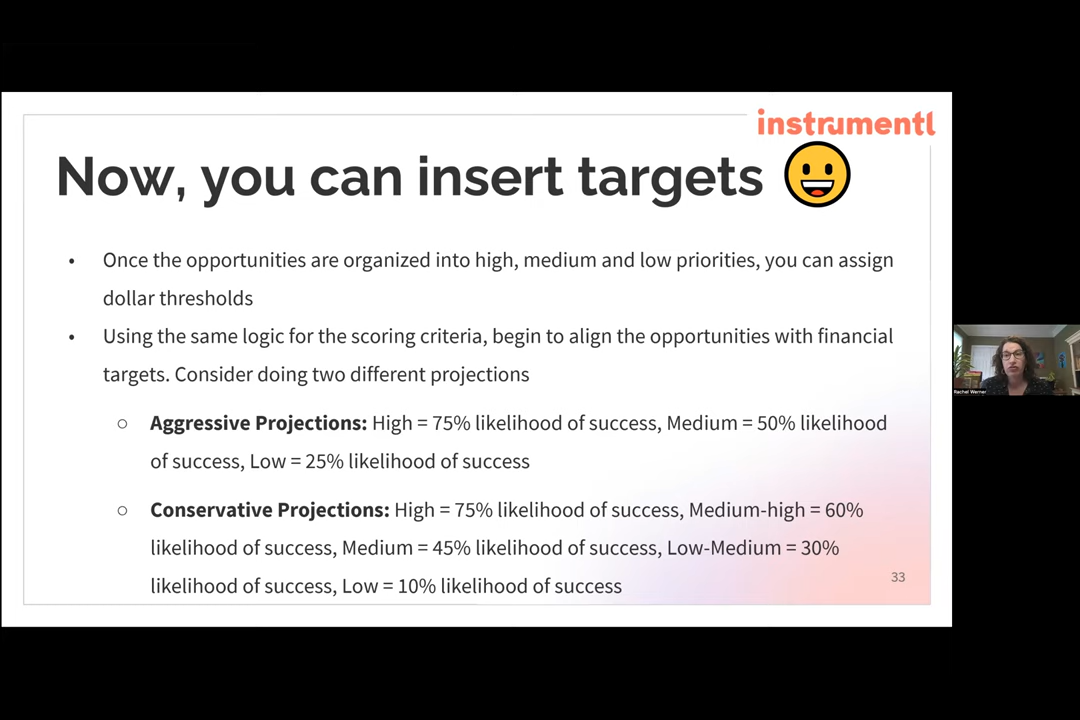 instrumentl
Now, you can insert targets
• Once the opportunities are organized into high, medium and low priorities, you can assign
dollar thresholds
• Using the same logic for the scoring criteria, begin to align the opportunities with financial
targets. Consider doing two different projections
○ Aggressive Projections: High = 75% likelihood of success, Medium = 50% likelihood
of success, Low = 25% likelihood of success
○ Conservative Projections: High = 75% likelihood of success, Medium-high = 60%
likelihood of success, Medium = 45% likelihood of success, Low-Medium = 30%
likelihood of success, Low = 10% likelihood of success
33
Rachel Werner